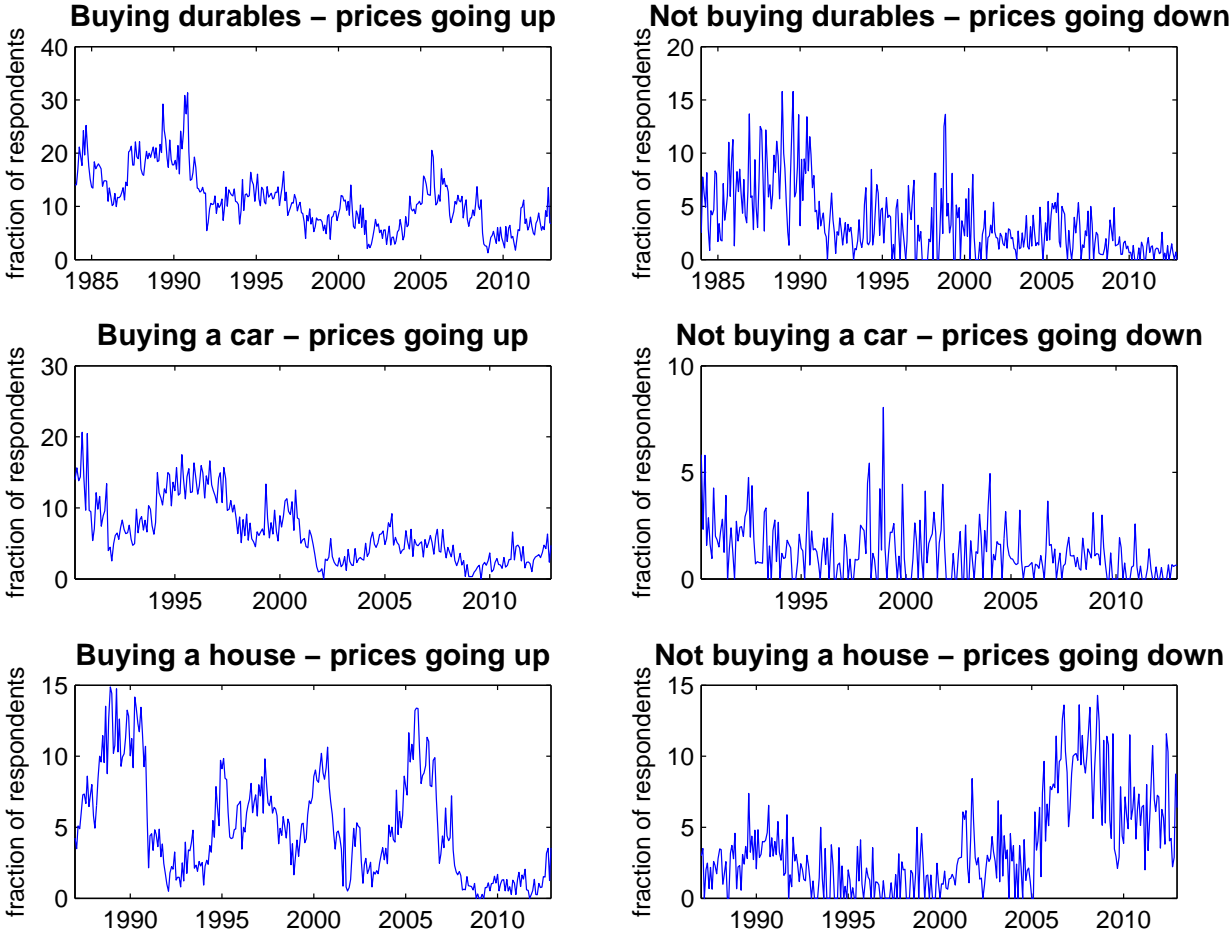 Buying durables – prices going up
fraction of respondents
40
30
20
10
0
1985 1990 1995 2000 2005 2010
Not buying durables – prices going down
fraction of respondents
20
15
10
5
0
1985 1990 1995 2000 2005 2010
Buying a car – prices going up
fraction of respondents
30
20
10
0
1995 2000 2005 2010
Not buying a car – prices going down
fraction of respondents
10
5
0
1995 2000 2005 2010
Buying a house – prices going up
fraction of respondents
15
10
5
0
1990 1995 2000 2005 2010
Not buying a house – prices going down
fraction of respondents
15
10
5
0
1990 1995 2000 2005 2010